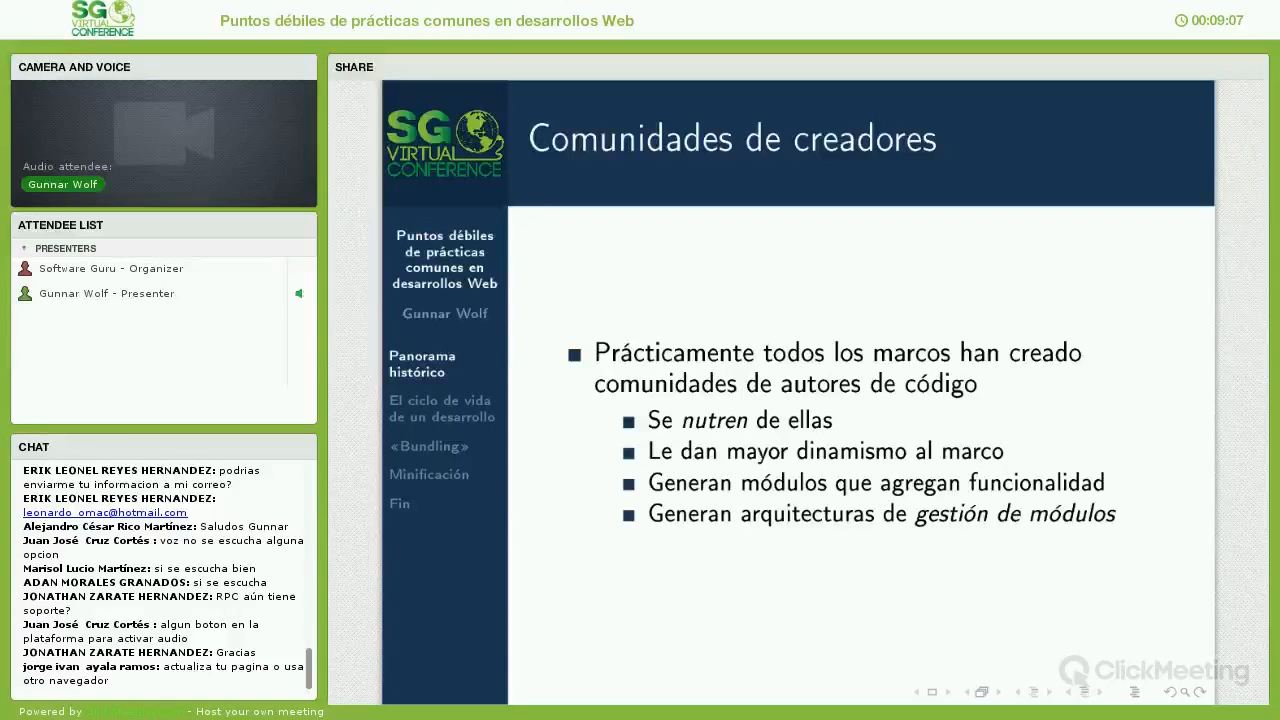 SG
VIRTUAL
CONFERENCE
Puntos débiles de prácticas comunes en desarrollos Web
00:09:07
CAMERA AND VOICE
Audio attendee:
Gunnar Wolf
ATTENDEE LIST
PRESENTERS
Software Guru - Organizer
Gunnar Wolf - Presenter
CHAT
ERIK LEONEL REYES HERNANDEZ: podrias
enviarme tu informacion a mi correo?
ERIK LEONEL REYES HERNANDEZ:
leonardo_omac@hotmail.com
Alejandro César Rico Martínez: Saludos Gunnar
Juan José Cruz Cortés : voz no se escucha alguna
opcion
Marisol Lucio Martínez: si se escucha bien
ADAN MORALES GRANADOS: si se escucha
JONATHAN ZARATE HERNANDEZ: RPC aún tiene
soporte?
Juan José Cruz Cortés : algun boton en la
plataforma para activar audio
JONATHAN ZARATE HERNANDEZ: Gracias
jorge ivan ayala ramos: actualiza tu pagina o usa
otro navegador
Powered by - Host your own meeting
SHARE
SG
VIRTUAL
CONFERENCE
Comunidades de creadores
Puntos débiles
de prácticas
comunes en
desarrollos Web
Gunnar Wolf
Panorama
histórico
El ciclo de vida
de un desarrollo
«Bundling»
Minificación
Fin
Prácticamente todos los marcos han creado
comunidades de autores de código
Se nutren de ellas
Le dan mayor dinamismo al marco
Generan módulos que agregan funcionalidad
Generan arquitecturas de gestión de módulos
ClickMeeting